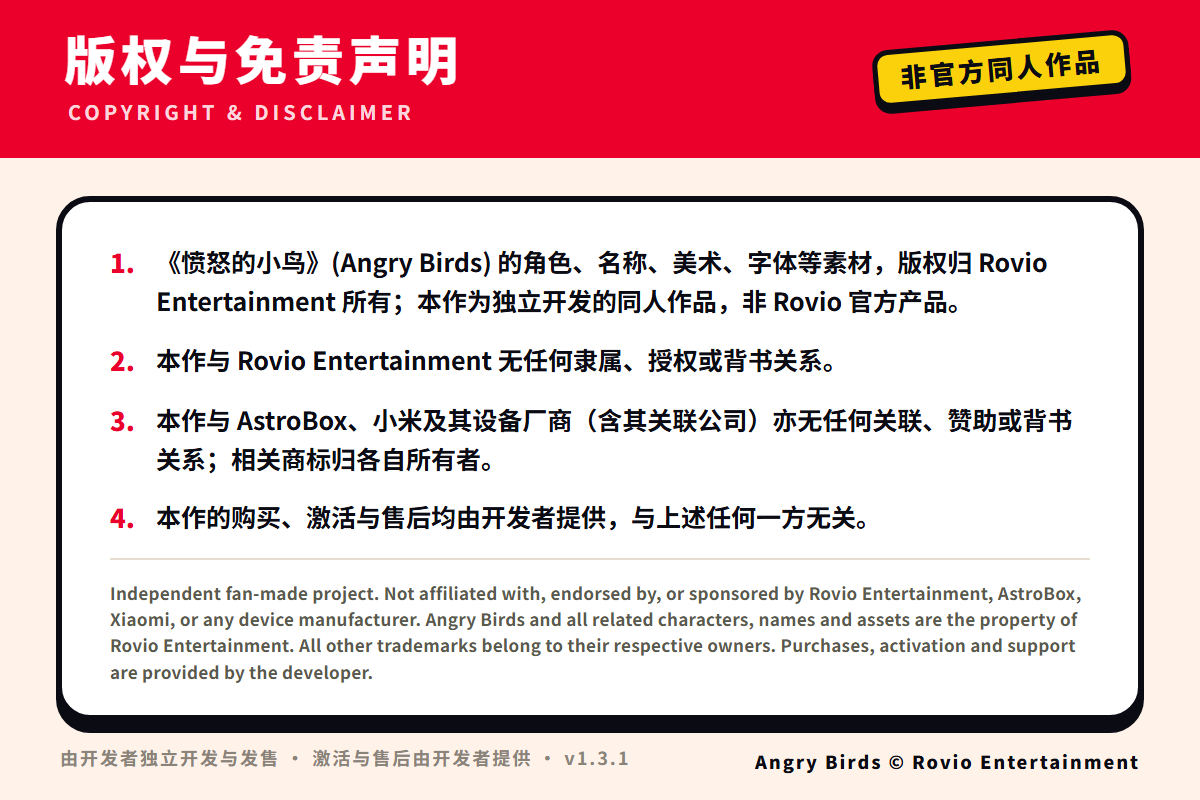 版权与免责声明
COPYRIGHT & DISCLAIMER
非官方同人作品
1. 《愤怒的小鸟》(Angry Birds) 的角色、名称、美术、字体等素材，版权归 Rovio
Entertainment 所有；本作为独立开发的同人作品，非 Rovio 官方产品。
2. 本作与 Rovio Entertainment 无任何隶属、授权或背书关系。
3. 本作与 AstroBox、小米及其设备厂商（含其关联公司）亦无任何关联、赞助或背书
关系；相关商标归各自所有者。
4. 本作的购买、激活与售后均由开发者提供，与上述任何一方无关。
Independent fan-made project. Not affiliated with, endorsed by, or sponsored by Rovio Entertainment, AstroBox,
Xiaomi, or any device manufacturer. Angry Birds and all related characters, names and assets are the property of
Rovio Entertainment. All other trademarks belong to their respective owners. Purchases, activation and support
are provided by the developer.
由开发者独立开发与发售 • 激活与售后由开发者提供 • v1.3.1
Angry Birds © Rovio Entertainment